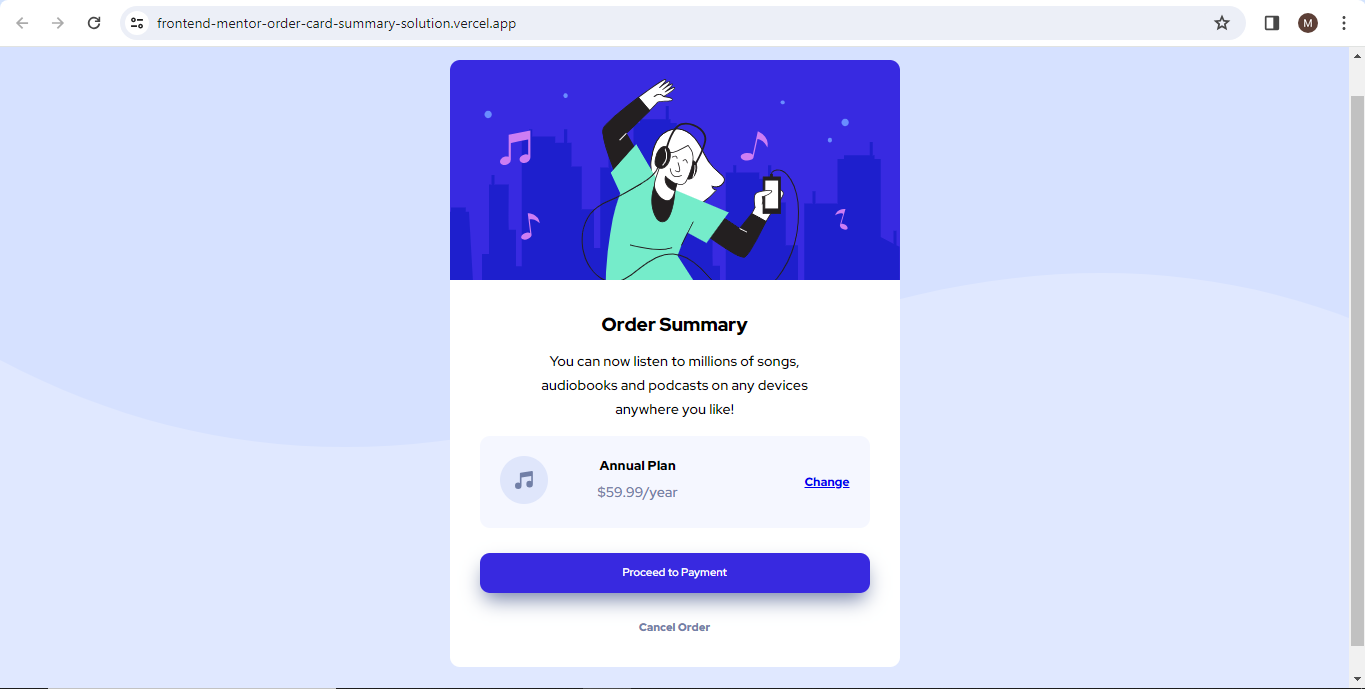 frontend-mentor-order-card-summary-solution.vercel.app
M
Order Summary
You can now listen to millions of songs,
audiobooks and podcasts on any devices
anywhere you like!
Annual Plan
$59.99/year
Change
Proceed to Payment
Cancel Order